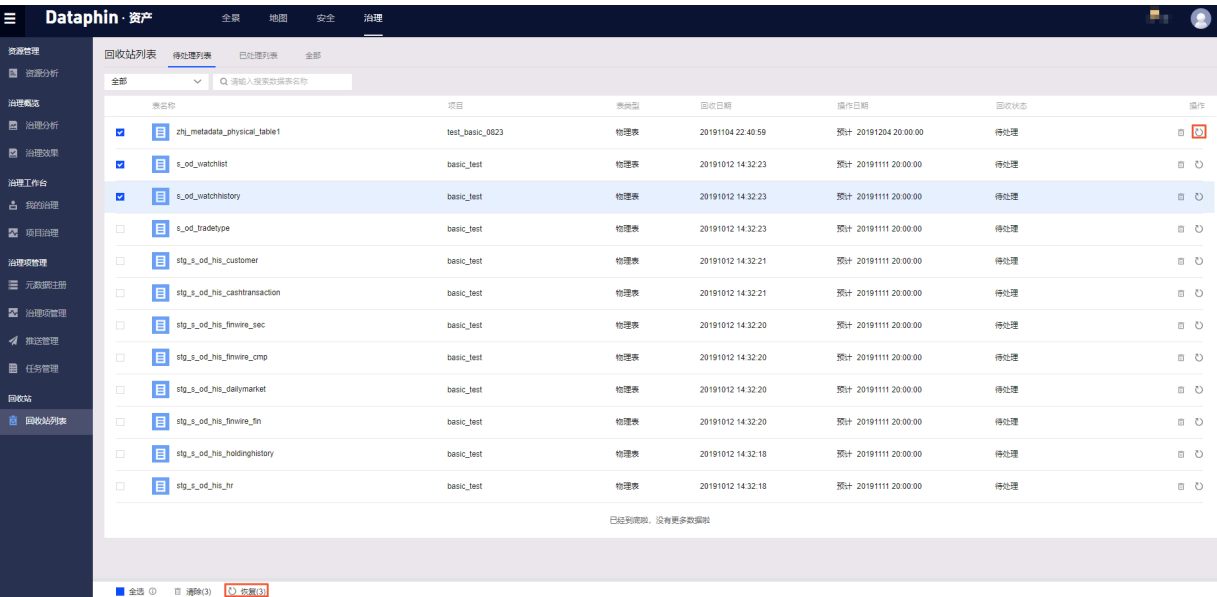 Dataphin · 资产 全景 地图 安全 治理
资源管理
资源分析
治理概览
治理分析
治理效果
治理工作台
我的治理
项目治理
治理项管理
元数据注册
治理项管理
推送管理
任务管理
回收站
回收站列表
回收站列表 待处理列表 已处理列表 全部
全部 请输入搜索数据表名称
表名称 项目 表类型 回收日期 操作日期 回收状态 操作
zhj_metadata_physical_table1 test_basic_0823 物理表 20191104 22:40:59 预计 20191204 20:00:00 待处理
s_od_watchlist basic_test 物理表 20191012 14:32:23 预计 20191111 20:00:00 待处理
s_od_watchhistory basic_test 物理表 20191012 14:32:23 预计 20191111 20:00:00 待处理
s_od_tradetype basic_test 物理表 20191012 14:32:23 预计 20191111 20:00:00 待处理
stg_s_od_his_customer basic_test 物理表 20191012 14:32:21 预计 20191111 20:00:00 待处理
stg_s_od_his_cashtransaction basic_test 物理表 20191012 14:32:21 预计 20191111 20:00:00 待处理
stg_s_od_his_finwire_sec basic_test 物理表 20191012 14:32:20 预计 20191111 20:00:00 待处理
stg_s_od_his_finwire_cmp basic_test 物理表 20191012 14:32:20 预计 20191111 20:00:00 待处理
stg_s_od_his_dailymarket basic_test 物理表 20191012 14:32:20 预计 20191111 20:00:00 待处理
stg_s_od_his_finwire_fin basic_test 物理表 20191012 14:32:20 预计 20191111 20:00:00 待处理
stg_s_od_his_holdinghistory basic_test 物理表 20191012 14:32:18 预计 20191111 20:00:00 待处理
stg_s_od_his_hr basic_test 物理表 20191012 14:32:18 预计 20191111 20:00:00 待处理
已经到底啦，没有更多数据啦
全选 清除(3) 恢复(3)